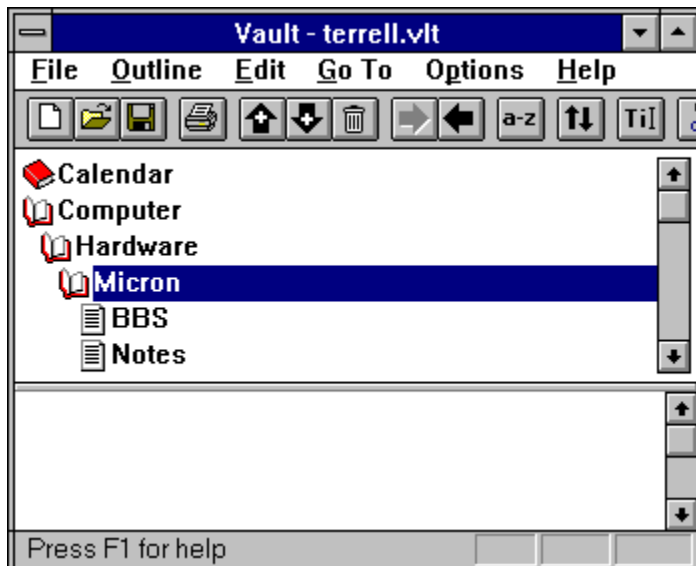 Vault - terrell.vlt
File Outline Edit Go To Options Help
a-z TiI
Calendar
Computer
Hardware
Micron
BBS
Notes
Press F1 for help